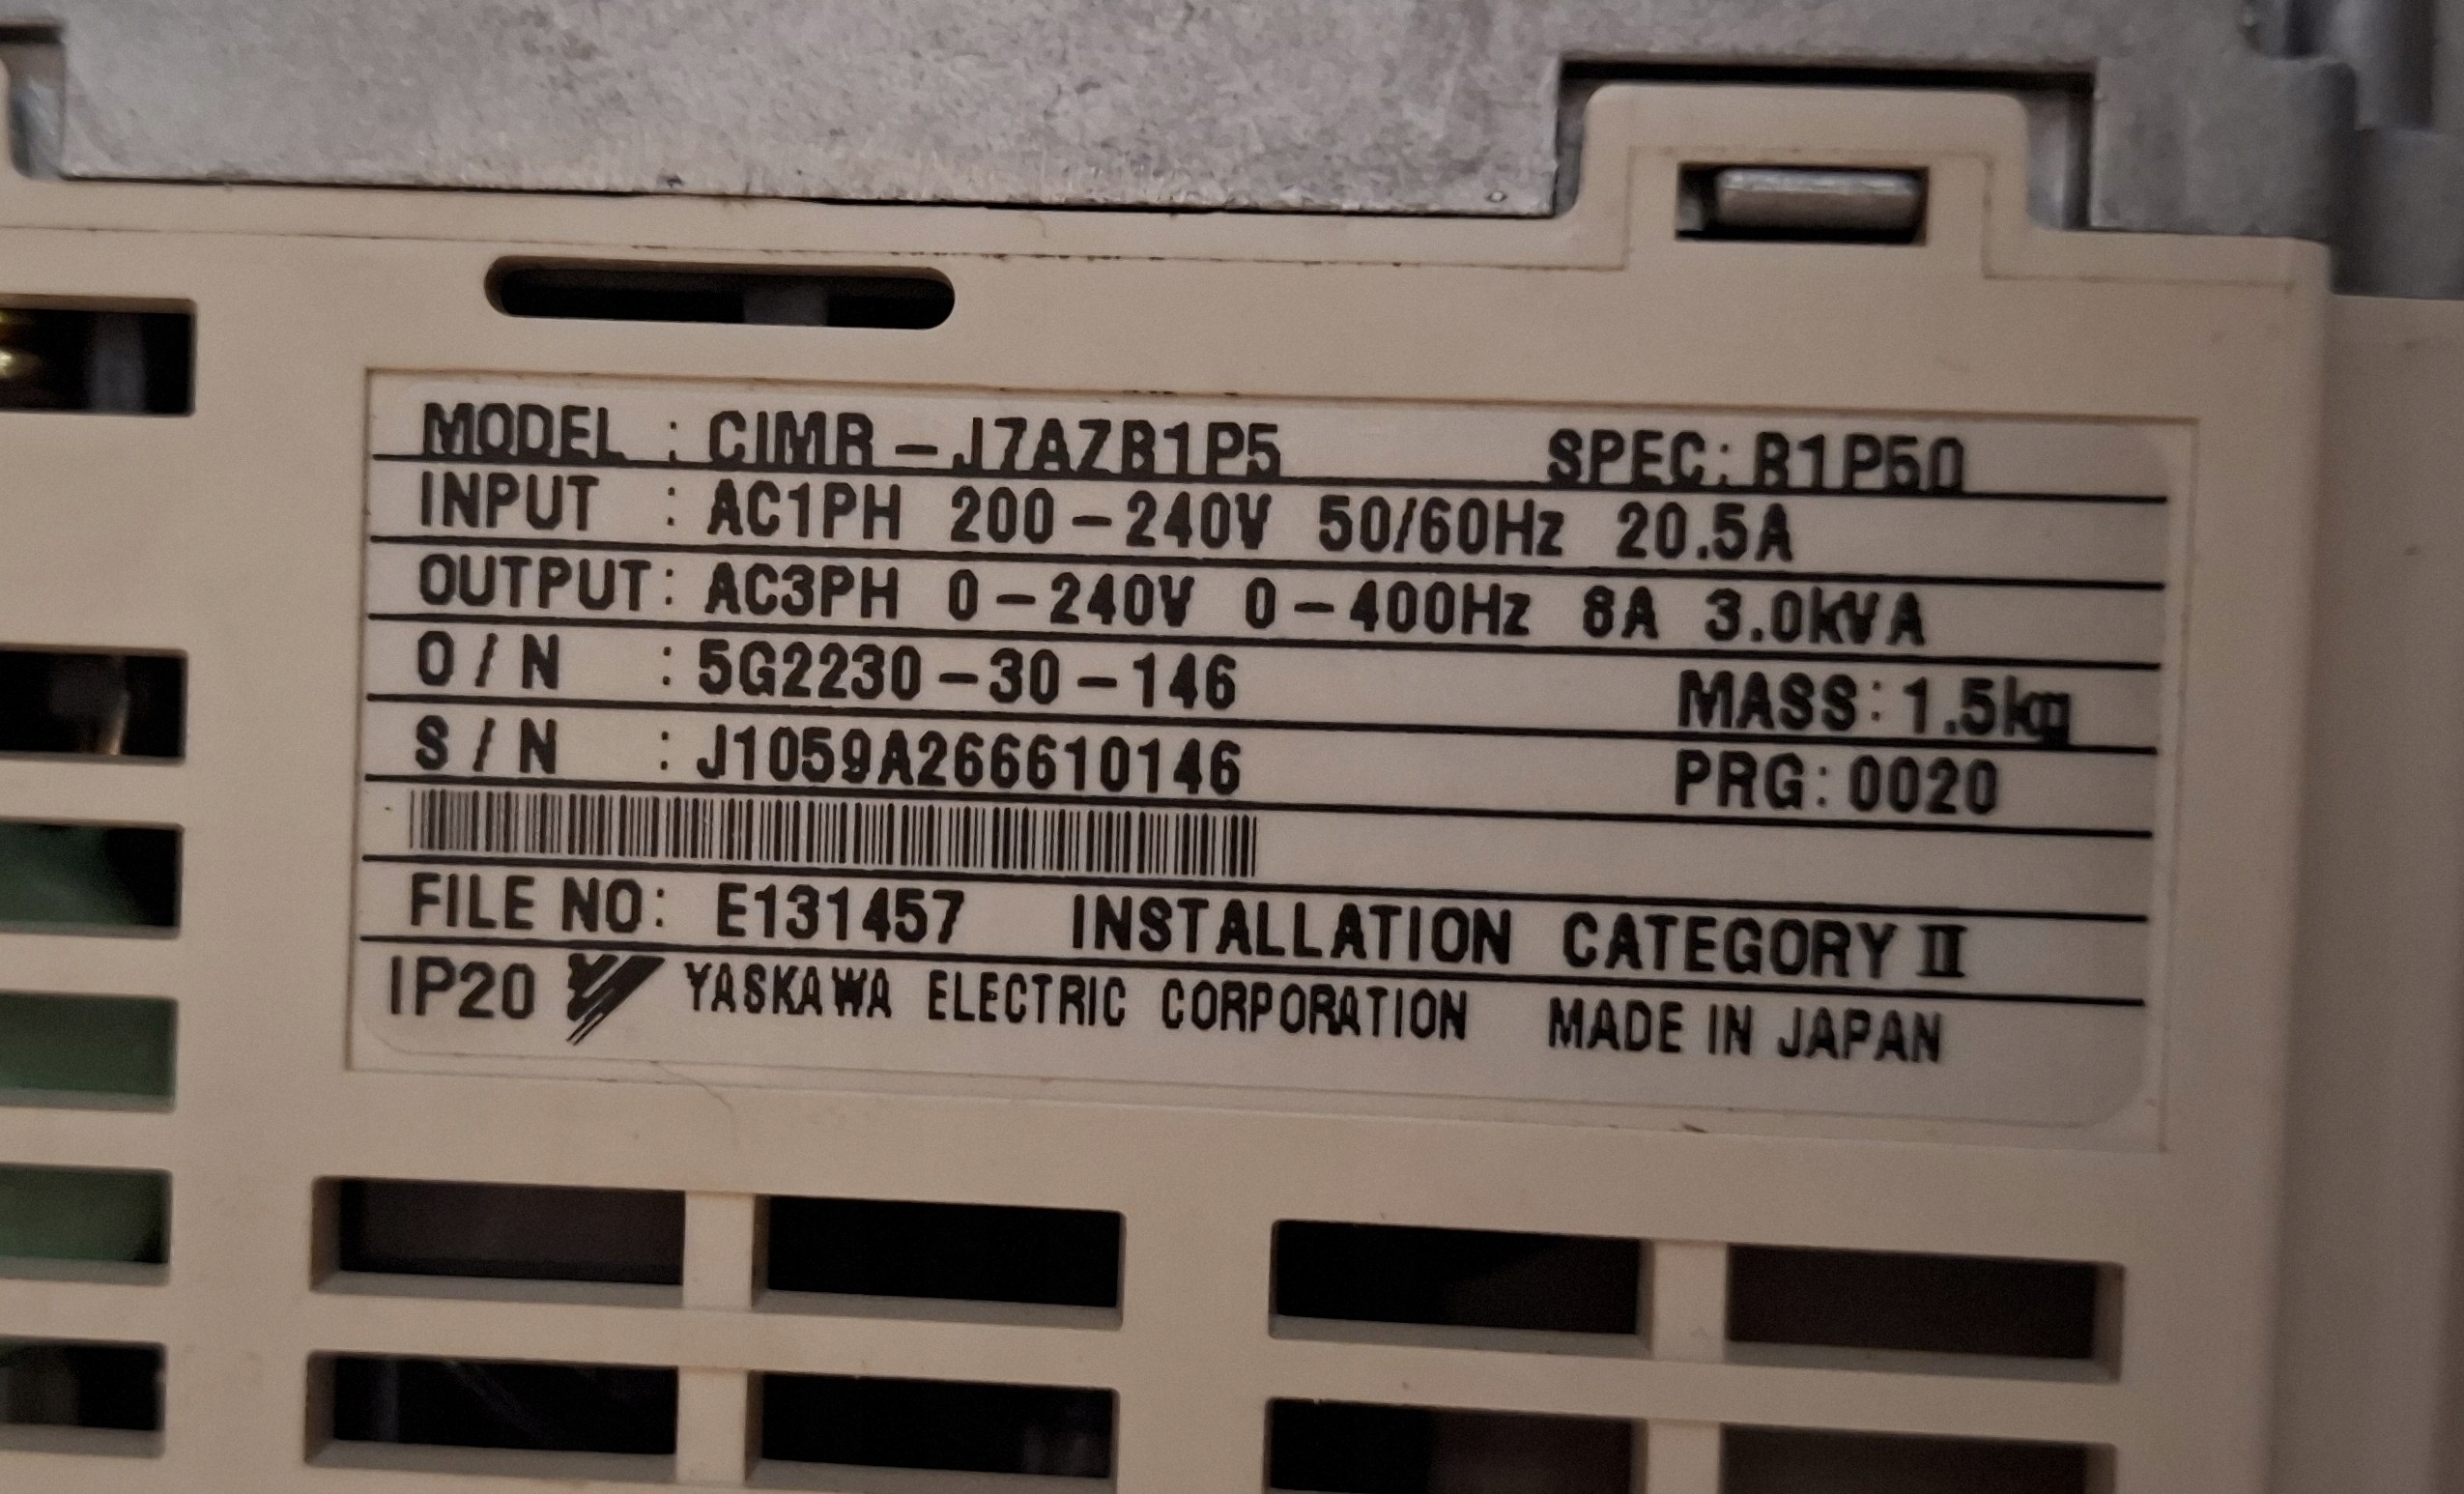 MODEL : CIMR-J7AZB1P5 SPEC: B1P50
INPUT : AC1PH 200-240V 50/60Hz 20.5A
OUTPUT: AC3PH 0-240V 0-400Hz 8A 3.0kVA
O/N : 5G2230-30-146 MASS: 1.5kg
S/N : J1059A266610146 PRG: 0020
FILE NO: E131457 INSTALLATION CATEGORY II
IP20 YASKAWA ELECTRIC CORPORATION MADE IN JAPAN